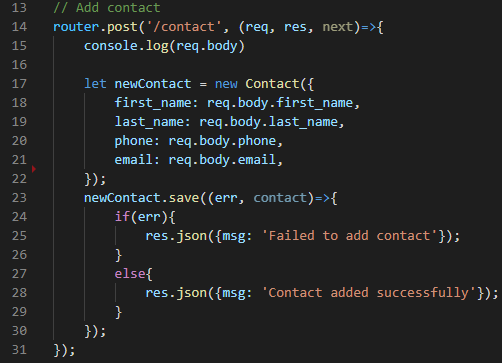 13 // Add contact
14 router.post('/contact', (req, res, next)=>{
15     console.log(req.body)
16
17     let newContact = new Contact({
18         first_name: req.body.first_name,
19         last_name: req.body.last_name,
20         phone: req.body.phone,
21         email: req.body.email,
22     });
23     newContact.save((err, contact)=>{
24         if(err){
25             res.json({msg: 'Failed to add contact'});
26         }
27         else{
28             res.json({msg: 'Contact added successfully'});
29         }
30     });
31 });